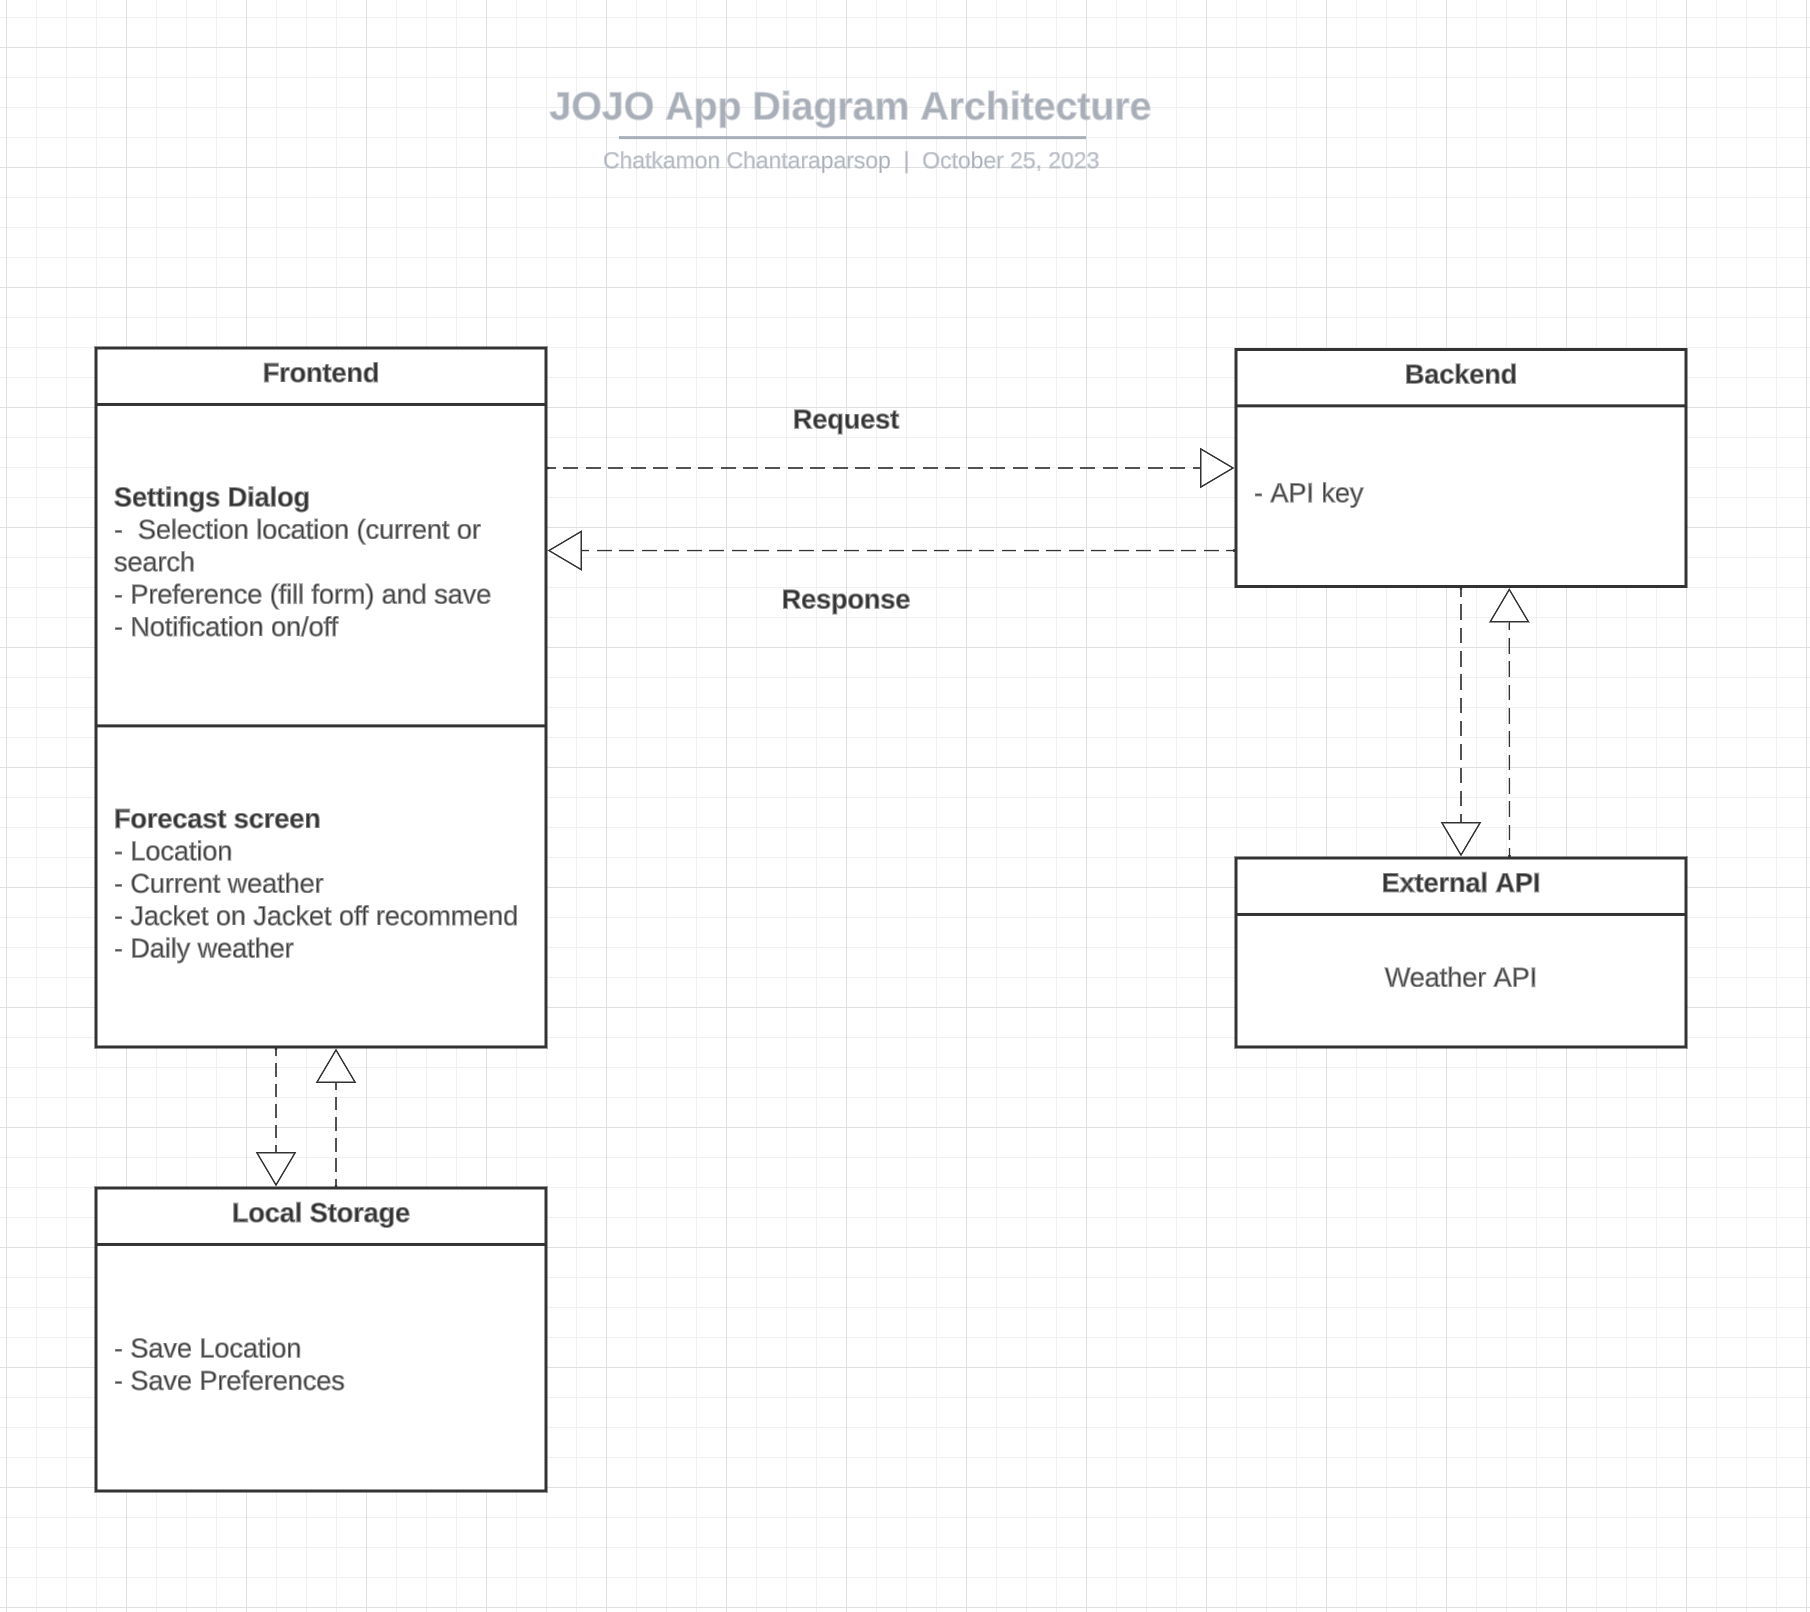 JOJO App Diagram Architecture
Chatkamon Chantaraparsop | October 25, 2023
Frontend
Settings Dialog
-  Selection location (current or
search
- Preference (fill form) and save
- Notification on/off
Forecast screen
- Location
- Current weather
- Jacket on Jacket off recommend
- Daily weather
Request
Response
Backend
- API key
External API
Weather API
Local Storage
- Save Location
- Save Preferences